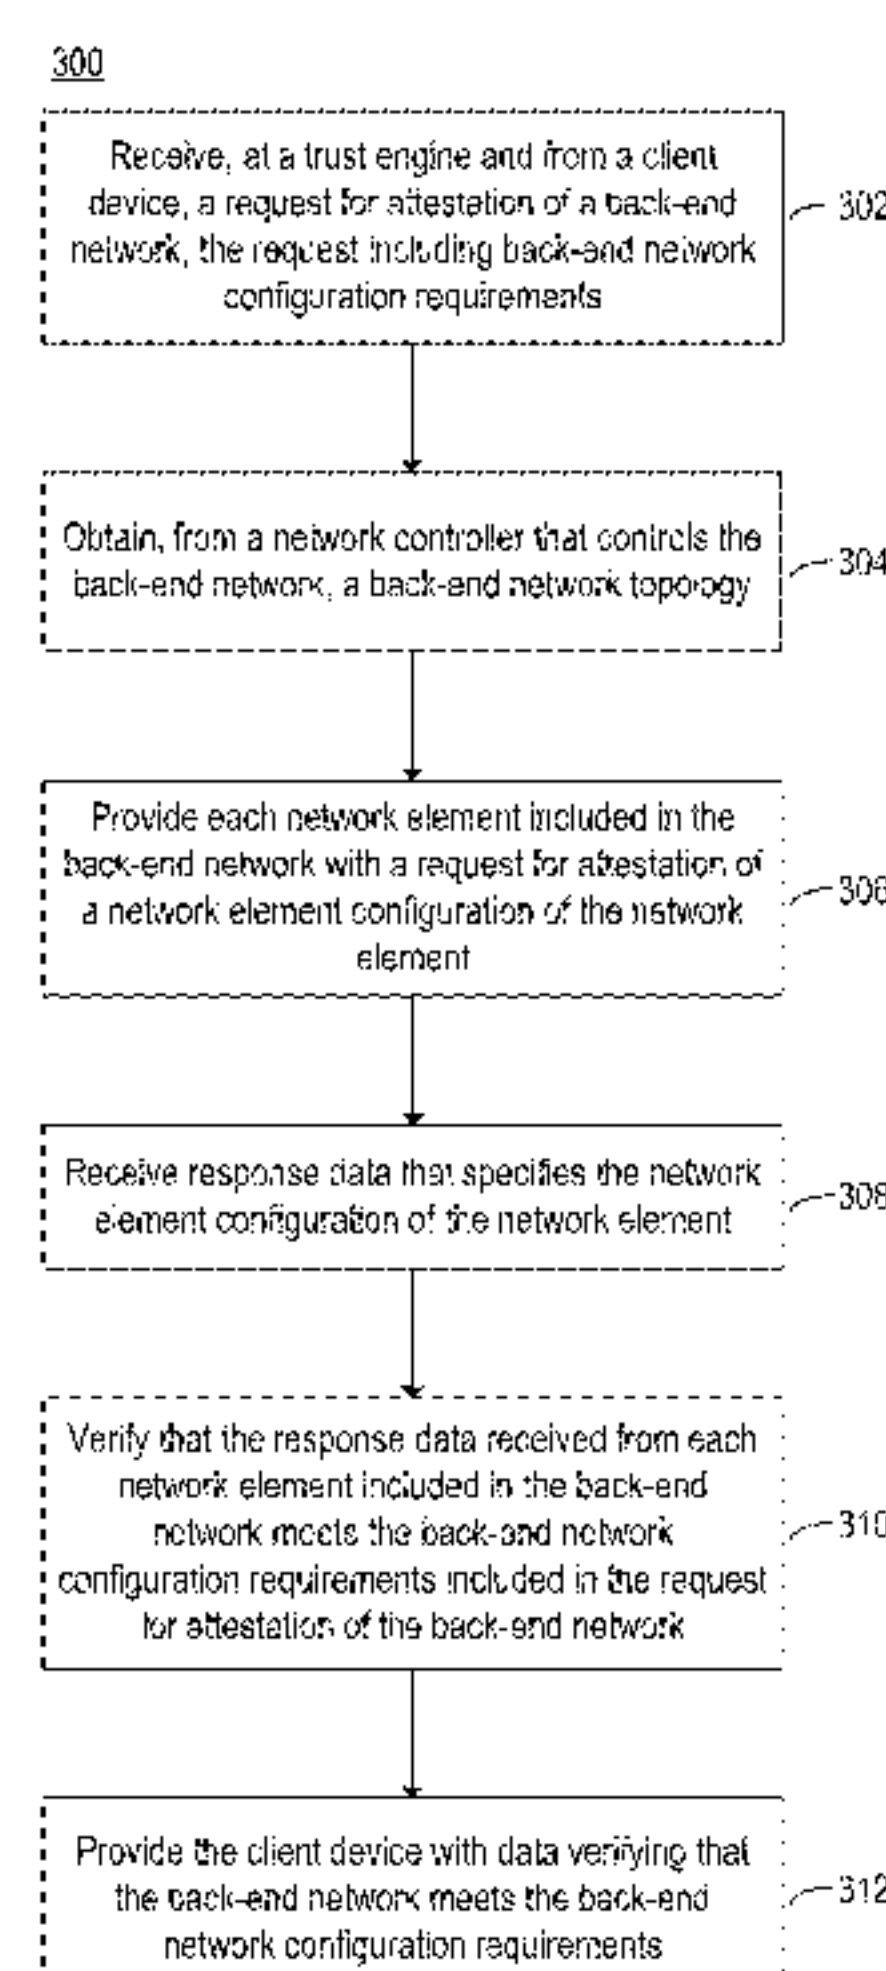 300
Receive, at a trust engine and from a client
device, a request for attestation of a back-end
network, the request including back-end network
configuration requirements
302
Obtain, from a network controller that controls the
back-end network, a back-end network topology
304
Provide each network element included in the
back-end network with a request for attestation of
a network element configuration of the network
element
306
Receive response data that specifies the network
element configuration of the network element
308
Verify that the response data received from each
network element included in the back-end
network meets the back-end network
configuration requirements included in the request
for attestation of the back-end network
310
Provide the client device with data verifying that
the back-end network meets the back-end
network configuration requirements
312